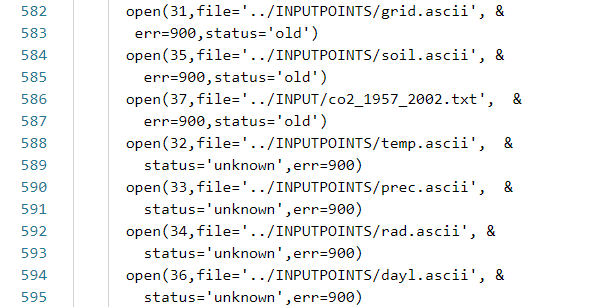 582 open(31,file='../INPUTPOINTS/grid.ascii', &
583 err=900,status='old')
584 open(35,file='../INPUTPOINTS/soil.ascii', &
585 err=900,status='old')
586 open(37,file='../INPUT/co2_1957_2002.txt', &
587 err=900,status='old')
588 open(32,file='../INPUTPOINTS/temp.ascii', &
589 status='unknown',err=900)
590 open(33,file='../INPUTPOINTS/prec.ascii', &
591 status='unknown',err=900)
592 open(34,file='../INPUTPOINTS/rad.ascii', &
593 status='unknown',err=900)
594 open(36,file='../INPUTPOINTS/dayl.ascii', &
595 status='unknown',err=900)